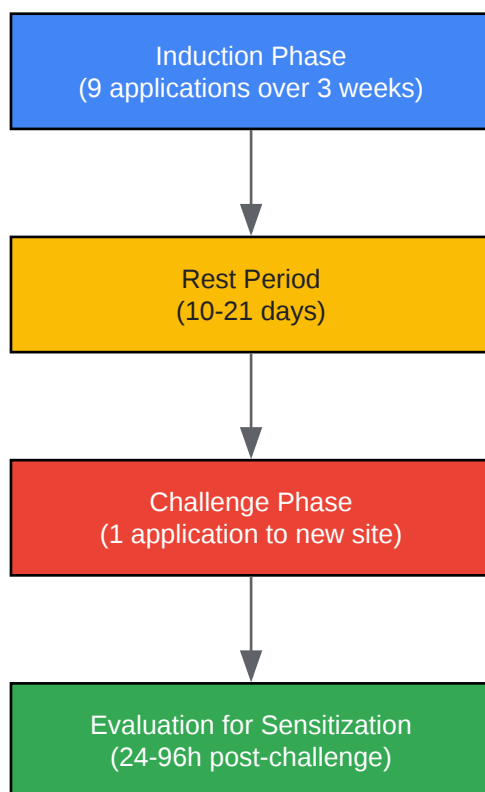 Induction Phase
(9 applications over 3 weeks)
Rest Period
(10-21 days)
Challenge Phase
(1 application to new site)
Evaluation for Sensitization
(24-96h post-challenge)